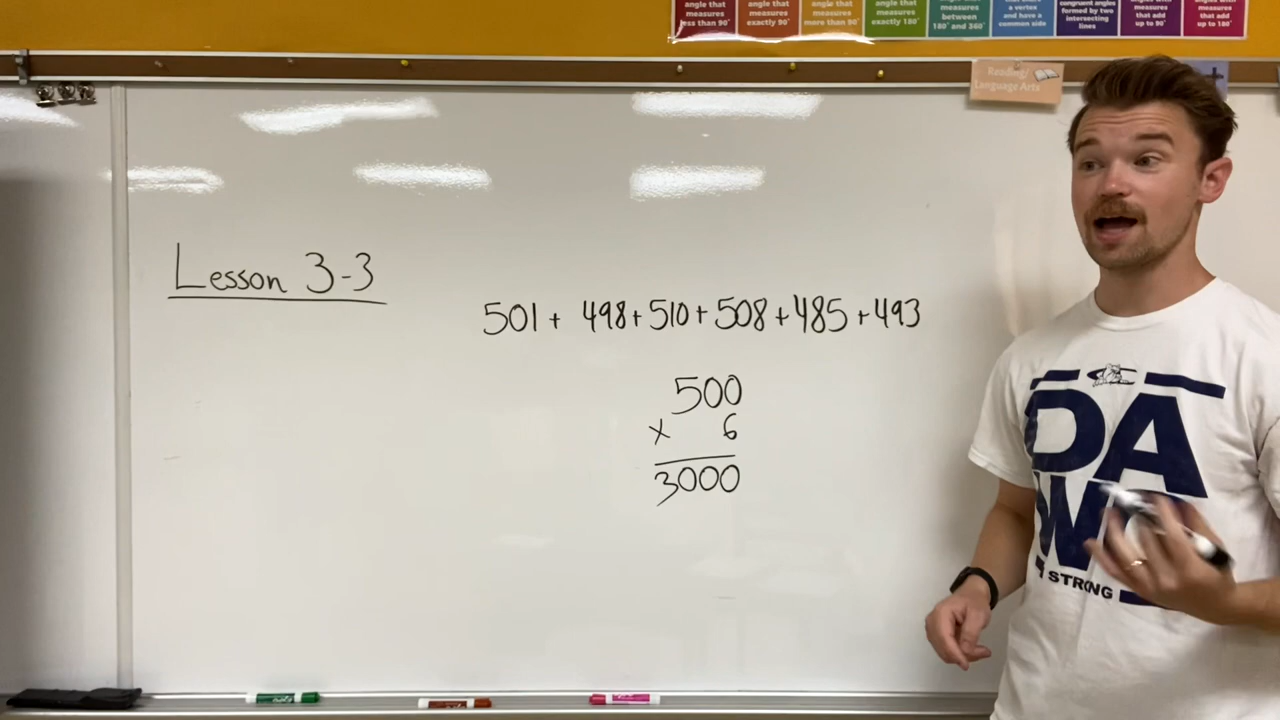 angle that measures less than 90°
angle that measures exactly 90°
angle that measures more than 90°
angle that measures exactly 180°
measures between 180° and 360°
a vertex and have a common side
congruent angles formed by two intersecting lines
measures that add up to 90°
measures that add up to 180°
Reading/
Language Arts
Lesson 3-3
501 + 498 + 510 + 508 + 485 + 493
500
x 6
3000
DA
W
STRONG